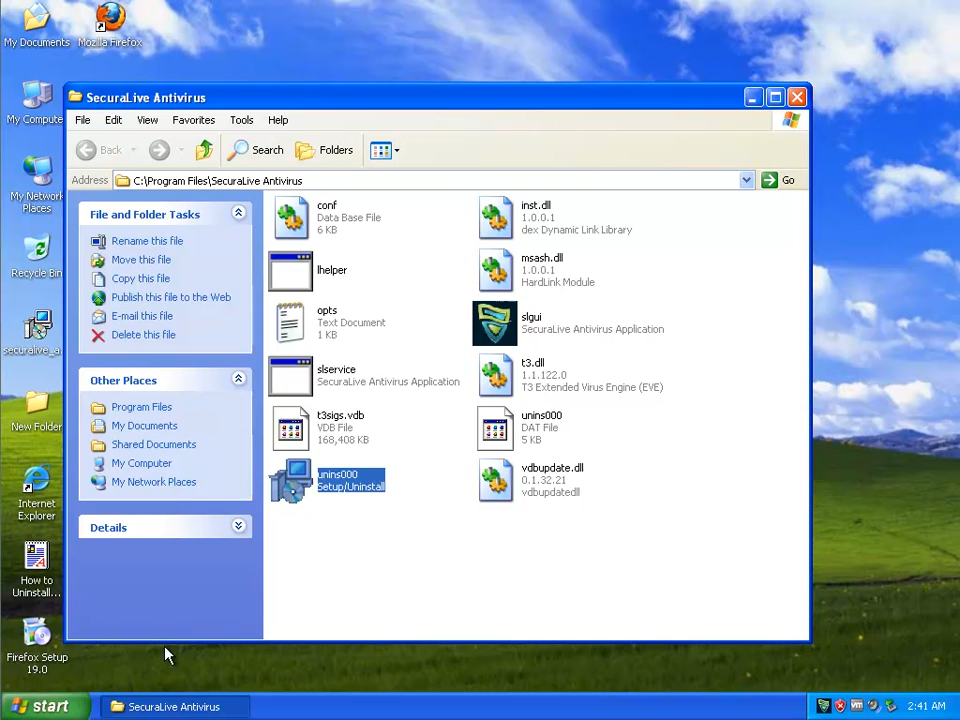 My Documents
Mozilla Firefox
My Compute
My Network
Places
Recycle Bin
securalive_a...
New Folder
Internet
Explorer
How to
Uninstall...
Firefox Setup
19.0
SecuraLive Antivirus
File Edit View Favorites Tools Help
Back Search Folders
Address C:\Program Files\SecuraLive Antivirus Go
File and Folder Tasks
Rename this file
Move this file
Copy this file
Publish this file to the Web
E-mail this file
Delete this file
Other Places
Program Files
My Documents
Shared Documents
My Computer
My Network Places
Details
conf
Data Base File
6 KB
inst.dll
1.0.0.1
dex Dynamic Link Library
lhelper
msash.dll
1.0.0.1
HardLink Module
opts
Text Document
1 KB
slgui
SecuraLive Antivirus Application
slservice
SecuraLive Antivirus Application
t3.dll
1.1.122.0
T3 Extended Virus Engine (EVE)
t3sigs.vdb
VDB File
168,408 KB
unins000
DAT File
5 KB
unins000
Setup/Uninstall
vdbupdate.dll
0.1.32.21
vdbupdatedll
start
SecuraLive Antivirus
2:41 AM